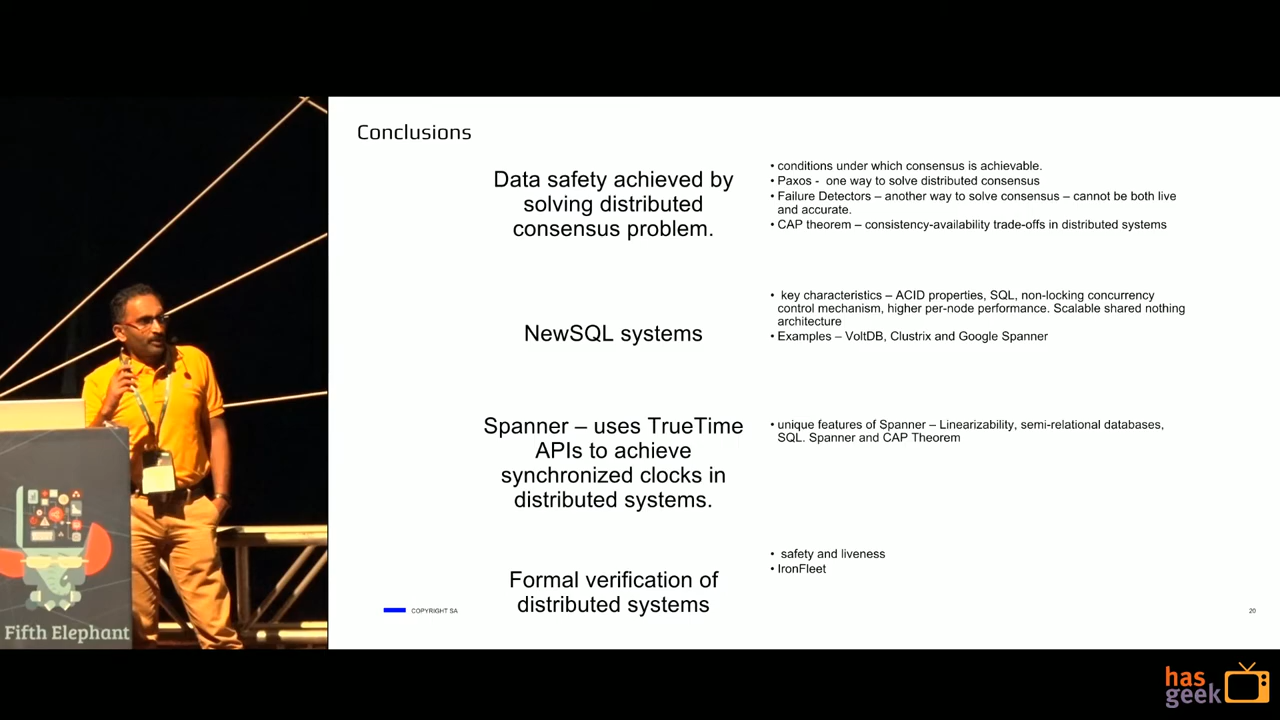 Conclusions
Data safety achieved by
solving distributed
consensus problem.
• conditions under which consensus is achievable.
• Paxos - one way to solve distributed consensus
• Failure Detectors – another way to solve consensus – cannot be both live
and accurate.
• CAP theorem – consistency-availability trade-offs in distributed systems
NewSQL systems
• key characteristics – ACID properties, SQL, non-locking concurrency
control mechanism, higher per-node performance. Scalable shared nothing
architecture
• Examples – VoltDB, Clustrix and Google Spanner
Spanner – uses TrueTime
APIs to achieve
synchronized clocks in
distributed systems.
• unique features of Spanner – Linearizability, semi-relational databases,
SQL. Spanner and CAP Theorem
Formal verification of
distributed systems
• safety and liveness
• IronFleet
COPYRIGHT SA
20
Fifth Elephant
has
geek